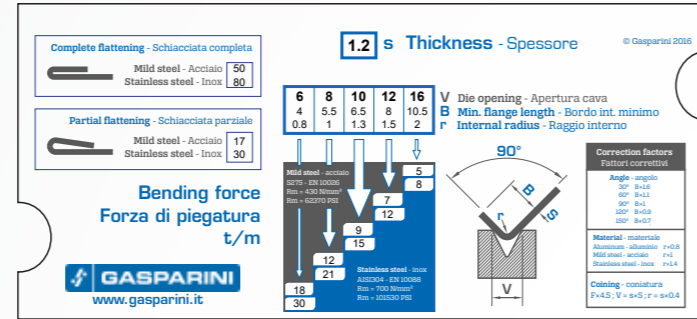 Complete flattening - Schiacciata completa
Mild steel - Acciaio 50
Stainless steel - Inox 80
Partial flattening - Schiacciata parziale
Mild steel - Acciaio 17
Stainless steel - Inox 30
Bending force
Forza di piegatura
t/m
GASPARINI
www.gasparini.it
1.2 s Thickness - Spessore
© Gasparini 2016
6 8 10 12 16 V Die opening - Apertura cava
4 5.5 6.5 8 10.5 B Min. flange length - Bordo int. minimo
0.8 1 1.3 1.5 2 r Internal radius - Raggio interno
Mild steel - acciaio
S275 - EN 10026
Rm = 430 N/mm²
Rm = 62370 PSI
5
8
7
12
9
15
12
21
18
30
Stainless steel - inox
AISI304 - EN 10088
Rm = 700 N/mm²
Rm = 101530 PSI
90°
B
S
r
V
Correction factors
Fattori correttivi
Angle - angolo
30° B×1.6
60° B×1.1
90° B×1
120° B×0.9
150° B×0.7
Material - materiale
Aluminum - alluminio r=0.8
Mild steel - acciaio r=1
Stainless steel - inox r=1.4
Coining - coniatura
F×4.5 ; V = s×5 ; r = s×0.4